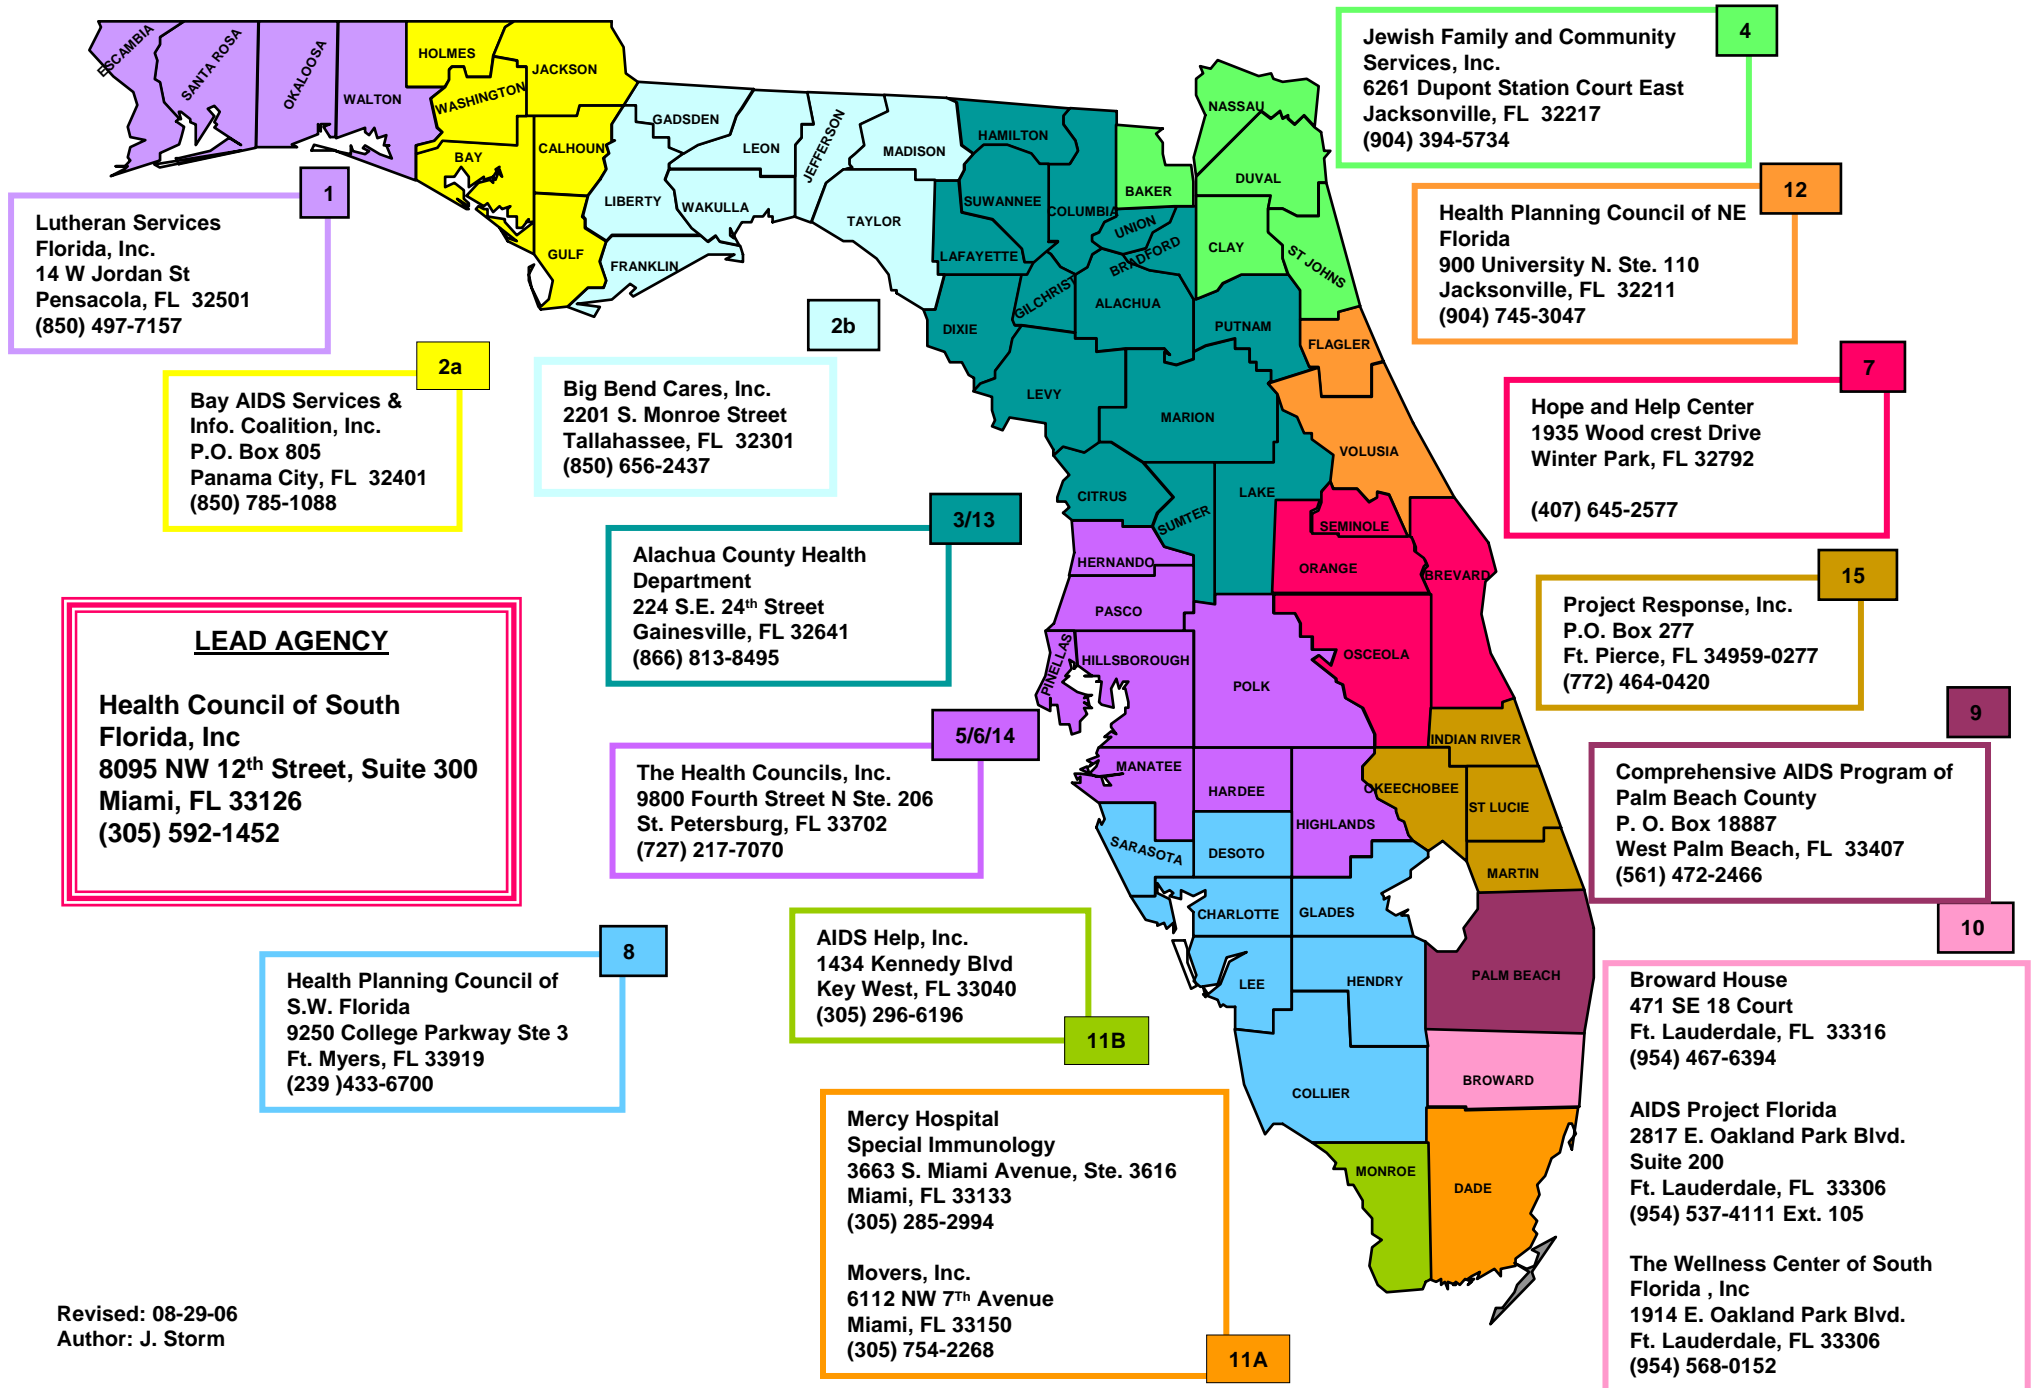 ESCAMBIA
SANTA ROSA
OKALOOSA
WALTON
HOLMES
WASHINGTON
JACKSON
BAY
CALHOUN
GULF
GADSDEN
LIBERTY
FRANKLIN
LEON
WAKULLA
JEFFERSON
MADISON
TAYLOR
HAMILTON
SUWANNEE
COLUMBIA
LAFAYETTE
DIXIE
GILCHRIST
UNION
BRADFORD
ALACHUA
LEVY
PUTNAM
MARION
CITRUS
SUMTER
LAKE
NASSAU
BAKER
DUVAL
CLAY
ST JOHNS
FLAGLER
VOLUSIA
SEMINOLE
ORANGE
BREVARD
OSCEOLA
HERNANDO
PASCO
PINELLAS
HILLSBOROUGH
POLK
MANATEE
HARDEE
HIGHLANDS
INDIAN RIVER
OKEECHOBEE
ST LUCIE
MARTIN
SARASOTA
DESOTO
CHARLOTTE
GLADES
LEE
HENDRY
COLLIER
PALM BEACH
BROWARD
MONROE
DADE
1
Lutheran Services
Florida, Inc.
14 W Jordan St
Pensacola, FL 32501
(850) 497-7157
2a
Bay AIDS Services &
Info. Coalition, Inc.
P.O. Box 805
Panama City, FL 32401
(850) 785-1088
2b
Big Bend Cares, Inc.
2201 S. Monroe Street
Tallahassee, FL 32301
(850) 656-2437
3/13
Alachua County Health
Department
224 S.E. 24th Street
Gainesville, FL 32641
(866) 813-8495
4
Jewish Family and Community
Services, Inc.
6261 Dupont Station Court East
Jacksonville, FL 32217
(904) 394-5734
12
Health Planning Council of NE
Florida
900 University N. Ste. 110
Jacksonville, FL 32211
(904) 745-3047
7
Hope and Help Center
1935 Wood crest Drive
Winter Park, FL 32792
(407) 645-2577
15
Project Response, Inc.
P.O. Box 277
Ft. Pierce, FL 34959-0277
(772) 464-0420
LEAD AGENCY
Health Council of South
Florida, Inc
8095 NW 12th Street, Suite 300
Miami, FL 33126
(305) 592-1452
5/6/14
The Health Councils, Inc.
9800 Fourth Street N Ste. 206
St. Petersburg, FL 33702
(727) 217-7070
9
Comprehensive AIDS Program of
Palm Beach County
P. O. Box 18887
West Palm Beach, FL 33407
(561) 472-2466
8
Health Planning Council of
S.W. Florida
9250 College Parkway Ste 3
Ft. Myers, FL 33919
(239 )433-6700
AIDS Help, Inc.
1434 Kennedy Blvd
Key West, FL 33040
(305) 296-6196
11B
10
Broward House
471 SE 18 Court
Ft. Lauderdale, FL 33316
(954) 467-6394
AIDS Project Florida
2817 E. Oakland Park Blvd.
Suite 200
Ft. Lauderdale, FL 33306
(954) 537-4111 Ext. 105
The Wellness Center of South
Florida , Inc
1914 E. Oakland Park Blvd.
Ft. Lauderdale, FL 33306
(954) 568-0152
Mercy Hospital
Special Immunology
3663 S. Miami Avenue, Ste. 3616
Miami, FL 33133
(305) 285-2994
Movers, Inc.
6112 NW 7Th Avenue
Miami, FL 33150
(305) 754-2268
11A
Revised: 08-29-06
Author: J. Storm